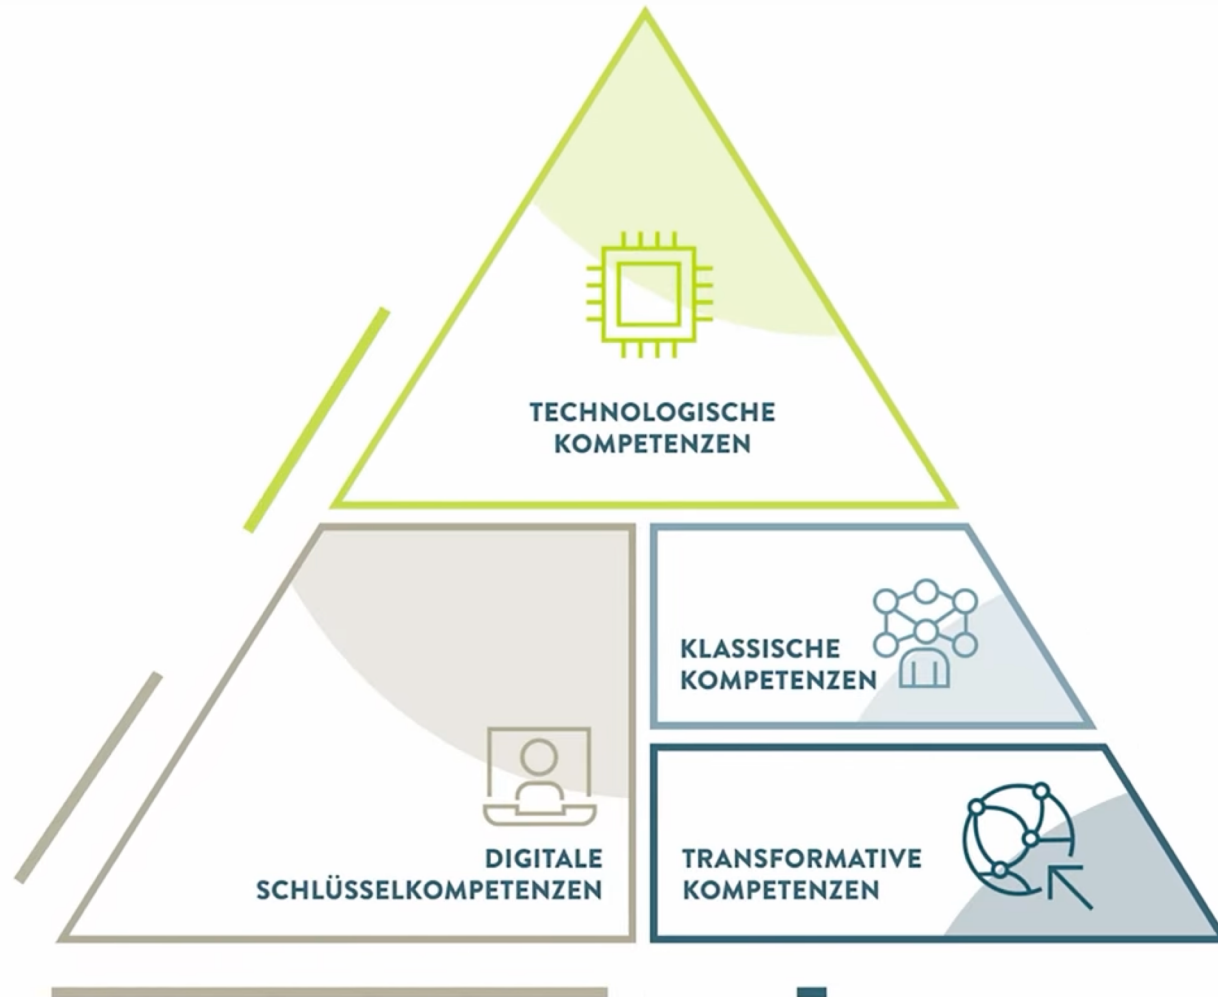 TECHNOLOGISCHE
KOMPETENZEN
KLASSISCHE
KOMPETENZEN
DIGITALE
SCHLÜSSELKOMPETENZEN
TRANSFORMATIVE
KOMPETENZEN